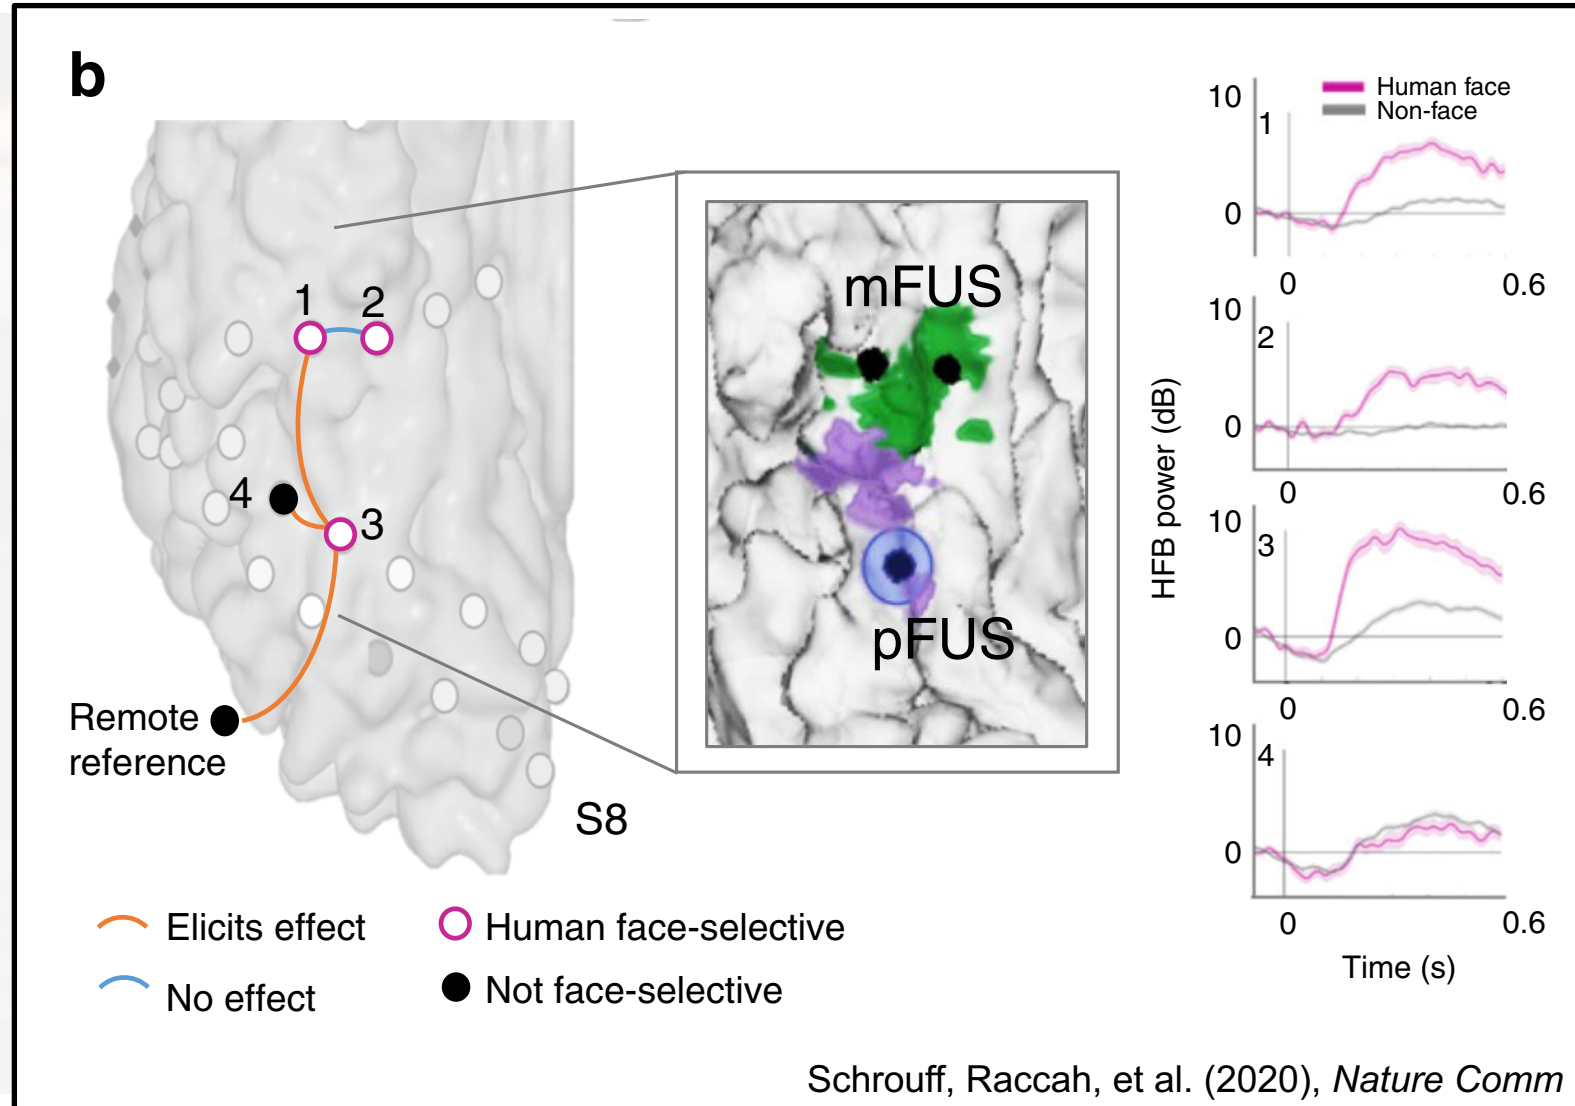 b
1
2
4
3
Remote
reference
S8
Elicits effect
No effect
Human face-selective
Not face-selective
mFUS
pFUS
HFB power (dB)
Human face
Non-face
10
1
0
0
0.6
10
2
0
0
0.6
10
3
0
0
0.6
10
4
0
0
0.6
Time (s)
Schrouff, Raccah, et al. (2020), Nature Comm